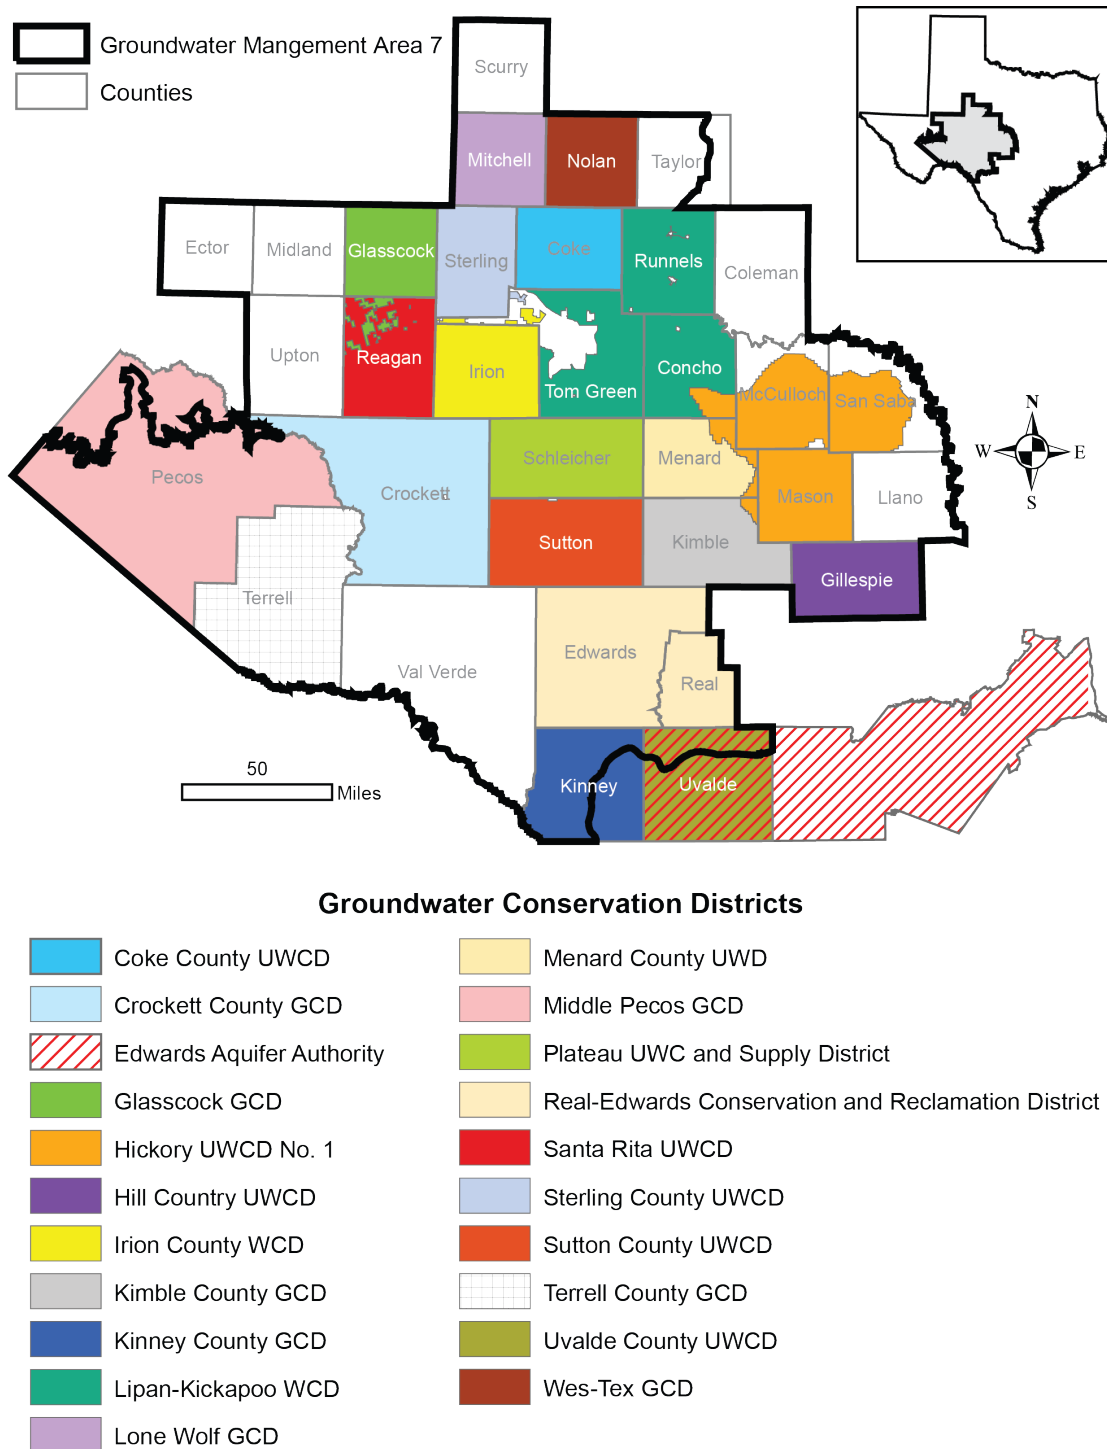 Groundwater Mangement Area 7
Counties
Scurry
Mitchell
Nolan
Taylor
Ector
Midland
Glasscock
Sterling
Coke
Runnels
Coleman
Upton
Reagan
Irion
Tom Green
Concho
McCulloch
San Saba
Pecos
Crockett
Schleicher
Menard
Mason
Llano
N
W
E
S
Sutton
Kimble
Gillespie
Terrell
Val Verde
Edwards
Real
Kinney
Uvalde
50
Miles
Groundwater Conservation Districts
Coke County UWCD
Crockett County GCD
Edwards Aquifer Authority
Glasscock GCD
Hickory UWCD No. 1
Hill Country UWCD
Irion County WCD
Kimble County GCD
Kinney County GCD
Lipan-Kickapoo WCD
Lone Wolf GCD
Menard County UWD
Middle Pecos GCD
Plateau UWC and Supply District
Real-Edwards Conservation and Reclamation District
Santa Rita UWCD
Sterling County UWCD
Sutton County UWCD
Terrell County GCD
Uvalde County UWCD
Wes-Tex GCD